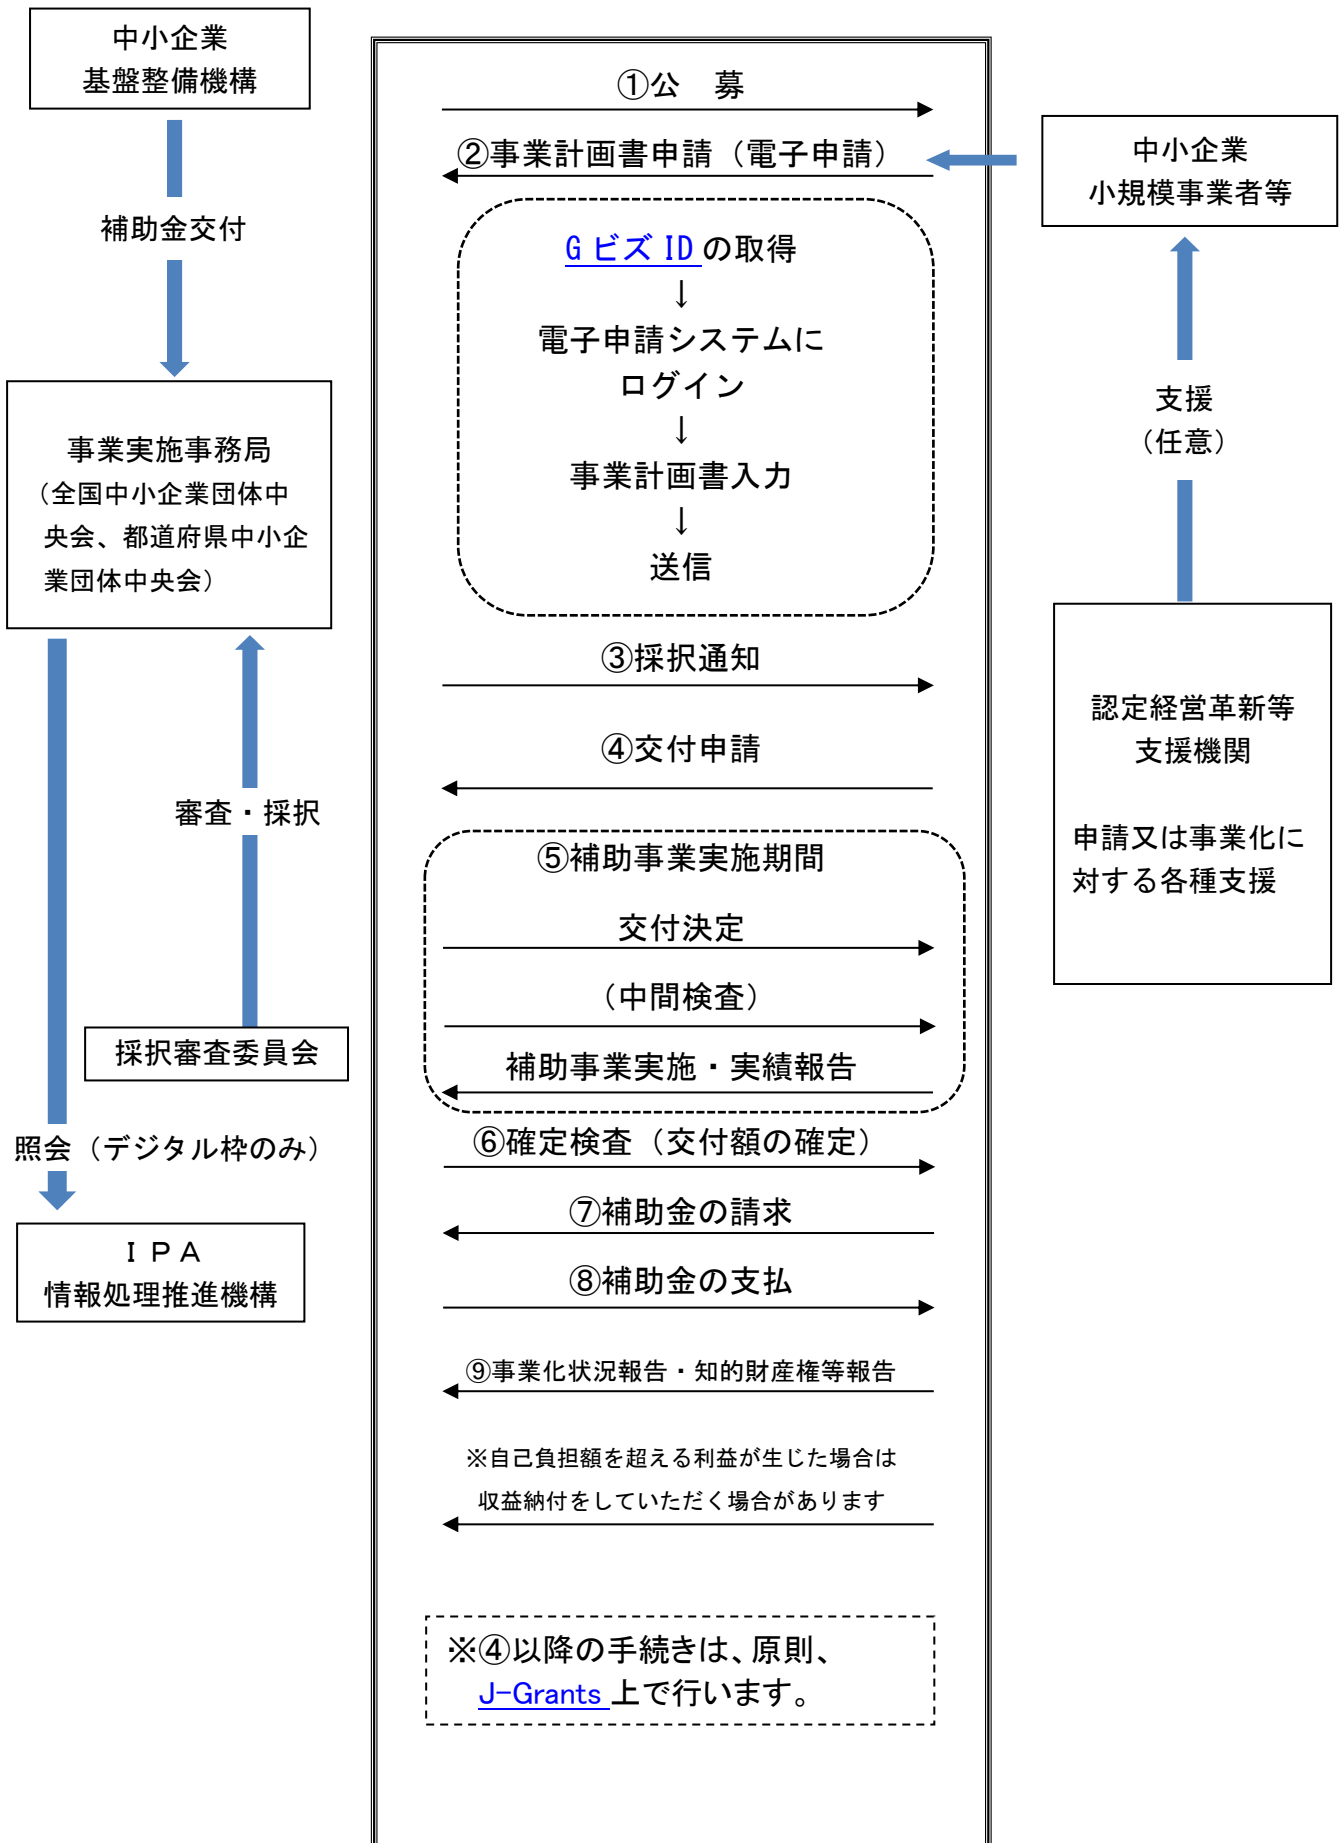 中小企業
基盤整備機構
補助金交付
事業実施事務局
（全国中小企業団体中
央会、都道府県中小企
業団体中央会）
審査・採択
採択審査委員会
照会（デジタル枠のみ）
ＩＰＡ
情報処理推進機構
①公　募
②事業計画書申請（電子申請）
GビズIDの取得
↓
電子申請システムに
ログイン
↓
事業計画書入力
↓
送信
③採択通知
④交付申請
⑤補助事業実施期間
交付決定
（中間検査）
補助事業実施・実績報告
⑥確定検査（交付額の確定）
⑦補助金の請求
⑧補助金の支払
⑨事業化状況報告・知的財産権等報告
※自己負担額を超える利益が生じた場合は
収益納付をしていただく場合があります
※④以降の手続きは、原則、
J-Grants上で行います。
中小企業
小規模事業者等
支援
（任意）
認定経営革新等
支援機関
申請又は事業化に
対する各種支援